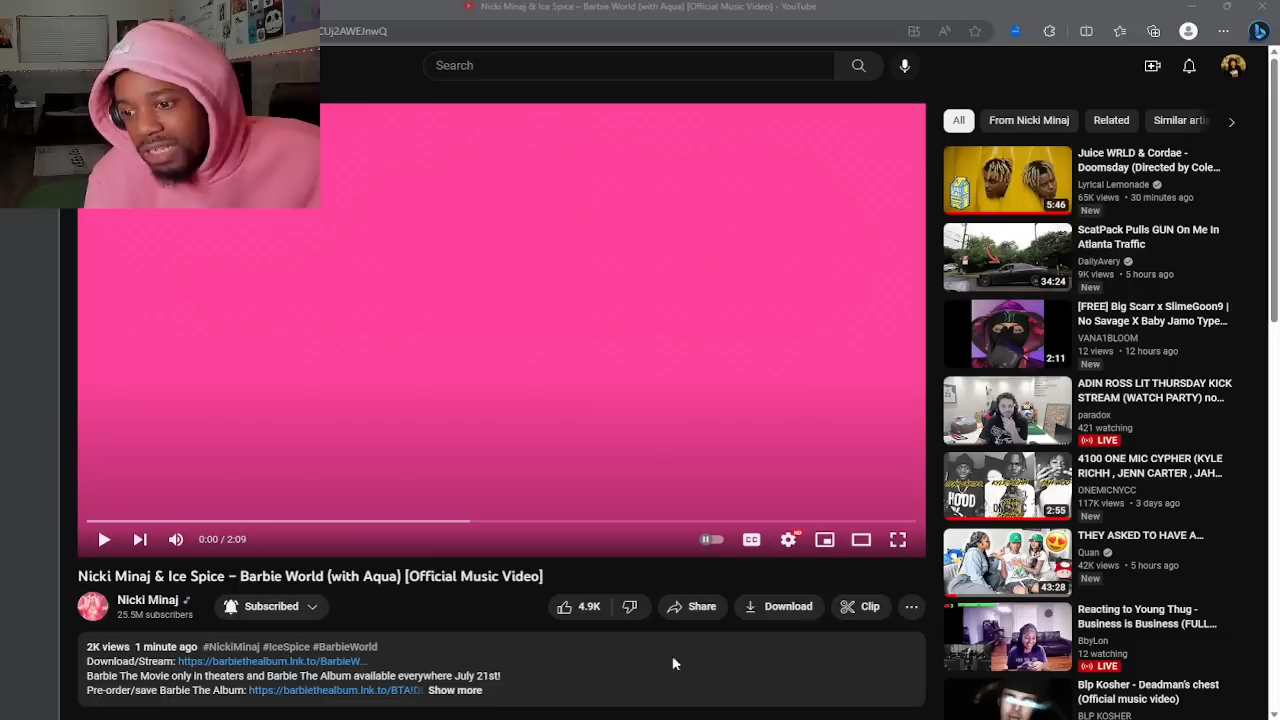 Nicki Minaj & Ice Spice – Barbie World (with Aqua) [Official Music Video] - YouTube
CUj2AWEJnwQ
Search
All
From Nicki Minaj
Related
Similar arti
Juice WRLD & Cordae -
Doomsday (Directed by Cole...
Lyrical Lemonade
65K views • 30 minutes ago
New
5:46
ScatPack Pulls GUN On Me In
Atlanta Traffic
DailyAvery
9K views • 5 hours ago
New
34:24
[FREE] Big Scarr x SlimeGoon9 |
No Savage X Baby Jamo Type...
VANA1BLOOM
12 views • 12 hours ago
New
2:11
ADIN ROSS LIT THURSDAY KICK
STREAM (WATCH PARTY) no...
paradox
421 watching
LIVE
4100 ONE MIC CYPHER (KYLE
RICHH , JENN CARTER , JAH...
ONEMICNYCC
117K views • 3 days ago
New
HOOD
2:55
THEY ASKED TO HAVE A...
Quan
42K views • 5 hours ago
New
43:28
Reacting to Young Thug -
Business is Business (FULL...
BbyLon
12 watching
LIVE
Blp Kosher - Deadman's chest
(Official music video)
BLP KOSHER
0:00 / 2:09
CC
HD
Nicki Minaj & Ice Spice – Barbie World (with Aqua) [Official Music Video]
Nicki Minaj
25.5M subscribers
Subscribed
4.9K
Share
Download
Clip
2K views 1 minute ago #NickiMinaj #IceSpice #BarbieWorld
Download/Stream: https://barbiethealbum.lnk.to/BarbieW...
Barbie The Movie only in theaters and Barbie The Album available everywhere July 21st!
Pre-order/save Barbie The Album: https://barbiethealbum.lnk.to/BTA!D Show more